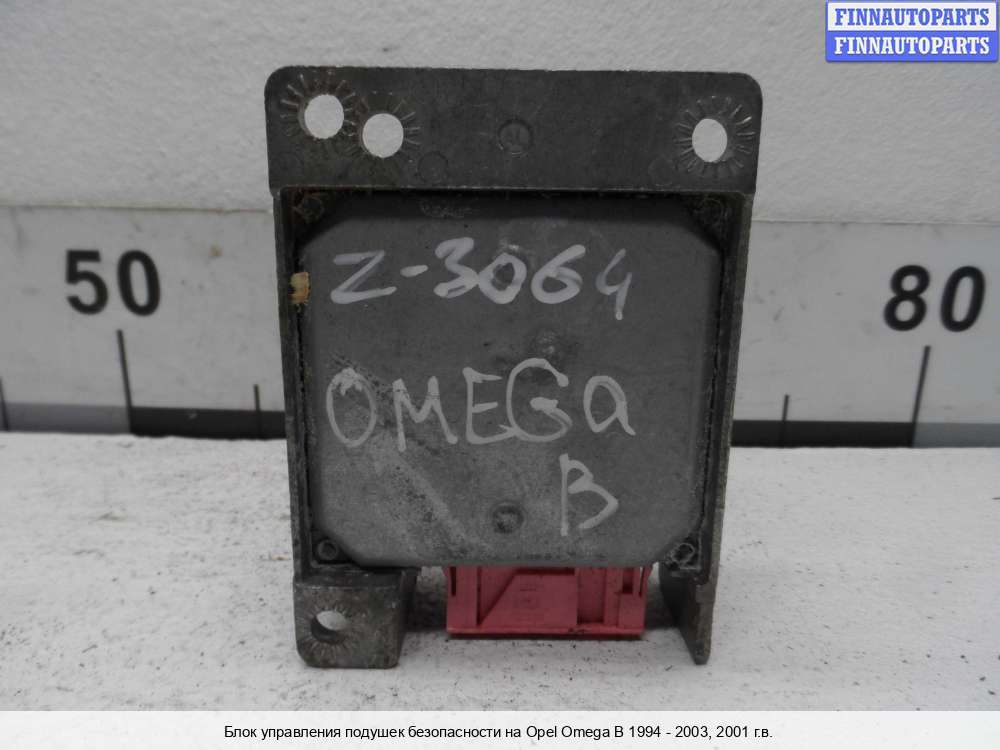 FINNAUTOPARTS
FINNAUTOPARTS
50
80
Z-3064
OMEGa
B
Блок управления подушек безопасности на Opel Omega B 1994 - 2003, 2001 г.в.